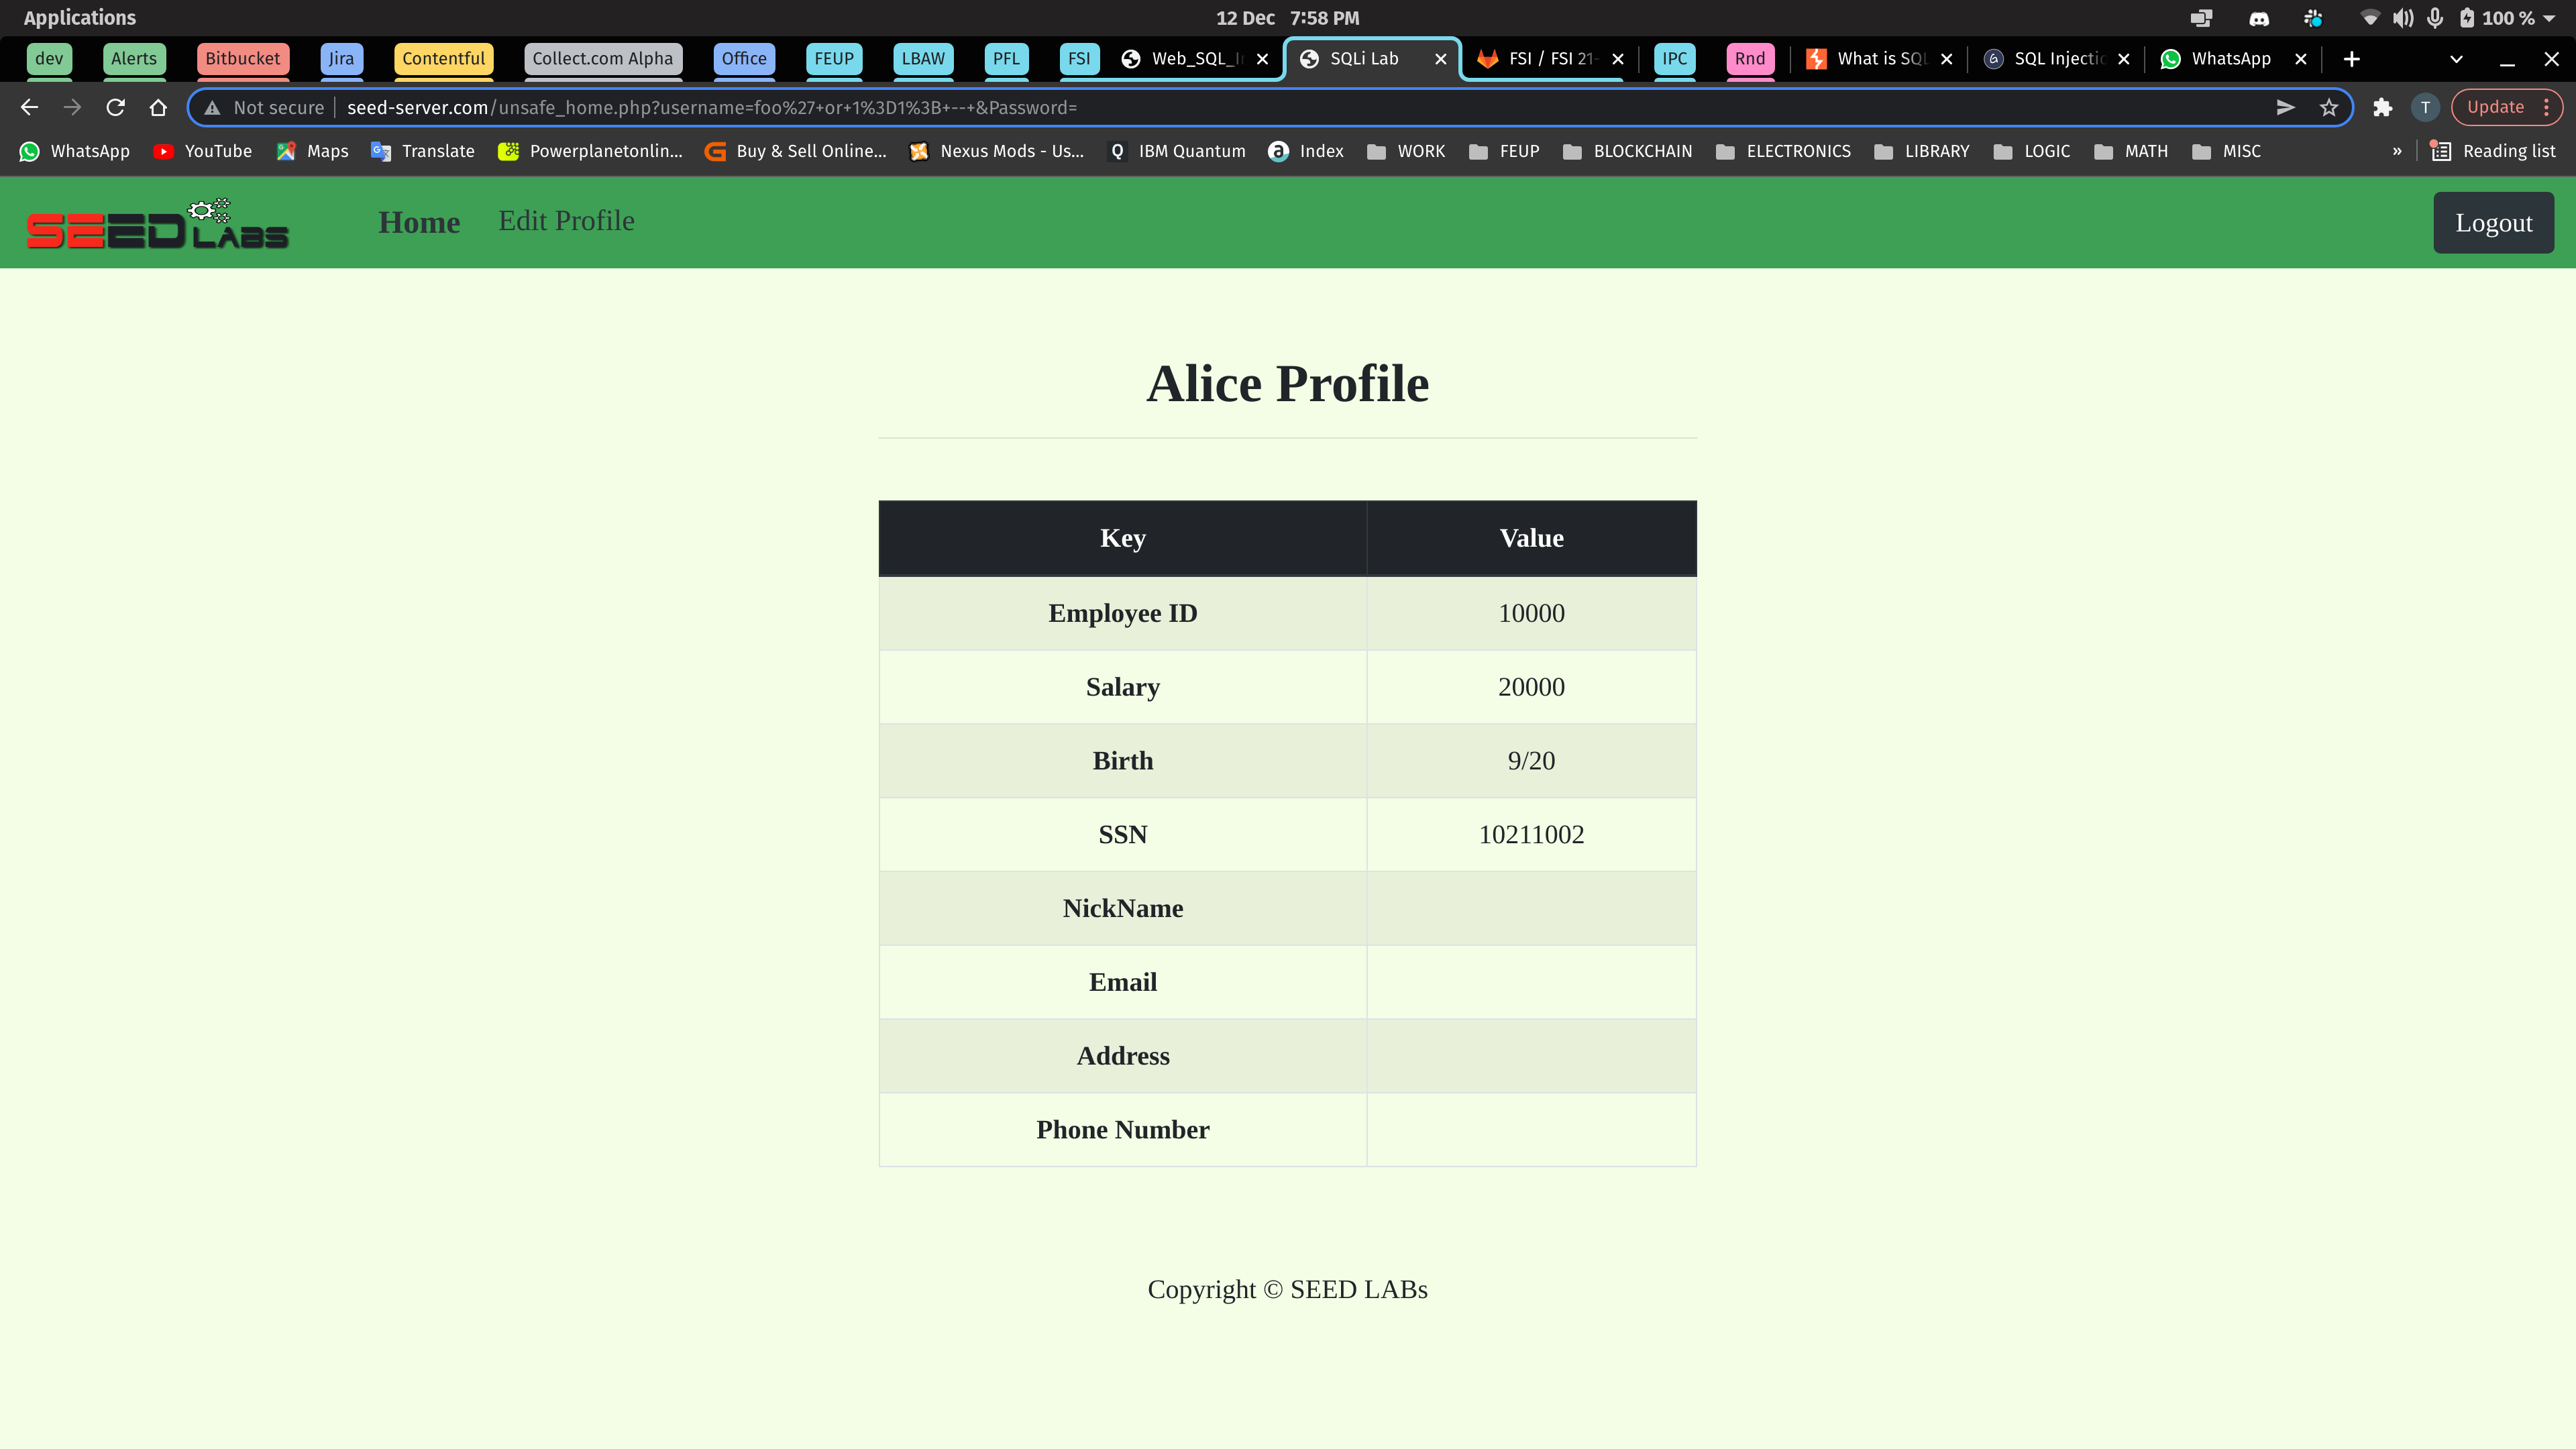 Applications
12 Dec 7:58 PM
100 %
dev Alerts Bitbucket Jira Contentful Collect.com Alpha Office FEUP LBAW PFL FSI Web_SQL_I SQLi Lab FSI / FSI 21- IPC Rnd What is SQL SQL Injectio WhatsApp
Not secure seed-server.com/unsafe_home.php?username=foo%27+or+1%3D1%3B+--+&Password= T Update
WhatsApp YouTube Maps Translate Powerplanetonlin... Buy & Sell Online... Nexus Mods - Us... IBM Quantum Index WORK FEUP BLOCKCHAIN ELECTRONICS LIBRARY LOGIC MATH MISC » Reading list
SEED LABS Home Edit Profile Logout
Alice Profile
Key Value
Employee ID 10000
Salary 20000
Birth 9/20
SSN 10211002
NickName
Email
Address
Phone Number
Copyright © SEED LABs